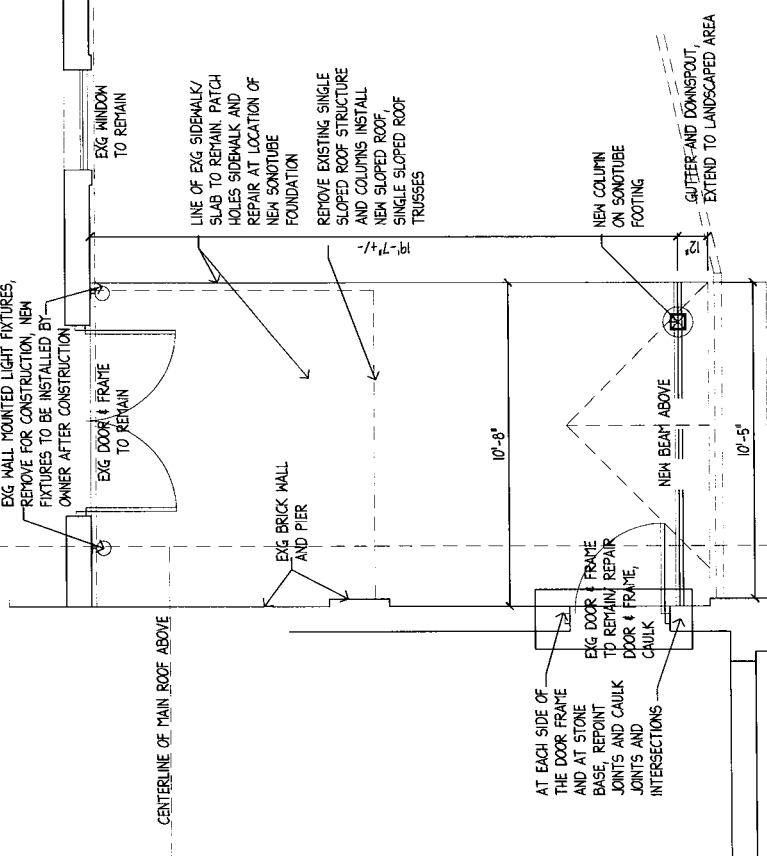 EXG WALL MOUNTED LIGHT FIXTURES,
REMOVE FOR CONSTRUCTION, NEW
FIXTURES TO BE INSTALLED BY
OWNER AFTER CONSTRUCTION
EXG WINDOW
TO REMAIN
EXG DOOR & FRAME
TO REMAIN
LINE OF EXG SIDEWALK/
SLAB TO REMAIN. PATCH
HOLES SIDEWALK AND
REPAIR AT LOCATION OF
NEW SONOTUBE
FOUNDATION
REMOVE EXISTING SINGLE
SLOPED ROOF STRUCTURE
AND COLUMNS INSTALL
NEW SLOPED ROOF,
SINGLE SLOPED ROOF
TRUSSES
19'-7"+/-
12"
NEW COLUMN
ON SONOTUBE
FOOTING
GUTTER AND DOWNSPOUT,
EXTEND TO LANDSCAPED AREA
EXG BRICK WALL
AND PIER
10'-8"
NEW BEAM ABOVE
10'-5"
CENTERLINE OF MAIN ROOF ABOVE
EXG DOOR & FRAME
TO REMAIN, REPAIR
DOOR & FRAME,
CAULK
AT EACH SIDE OF
THE DOOR FRAME
AND AT STONE
BASE, REPOINT
JOINTS AND CAULK
JOINTS AND
INTERSECTIONS